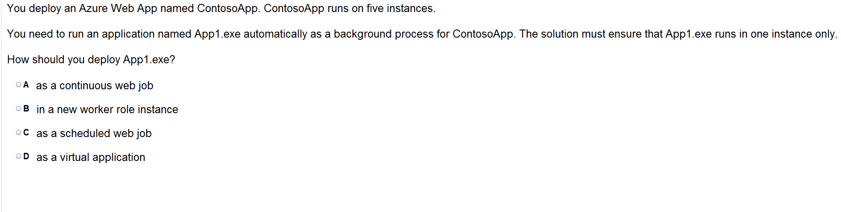 You deploy an Azure Web App named ContosoApp. ContosoApp runs on five instances.
You need to run an application named App1.exe automatically as a background process for ContosoApp. The solution must ensure that App1.exe runs in one instance only.
How should you deploy App1.exe?
A as a continuous web job
B in a new worker role instance
C as a scheduled web job
D as a virtual application